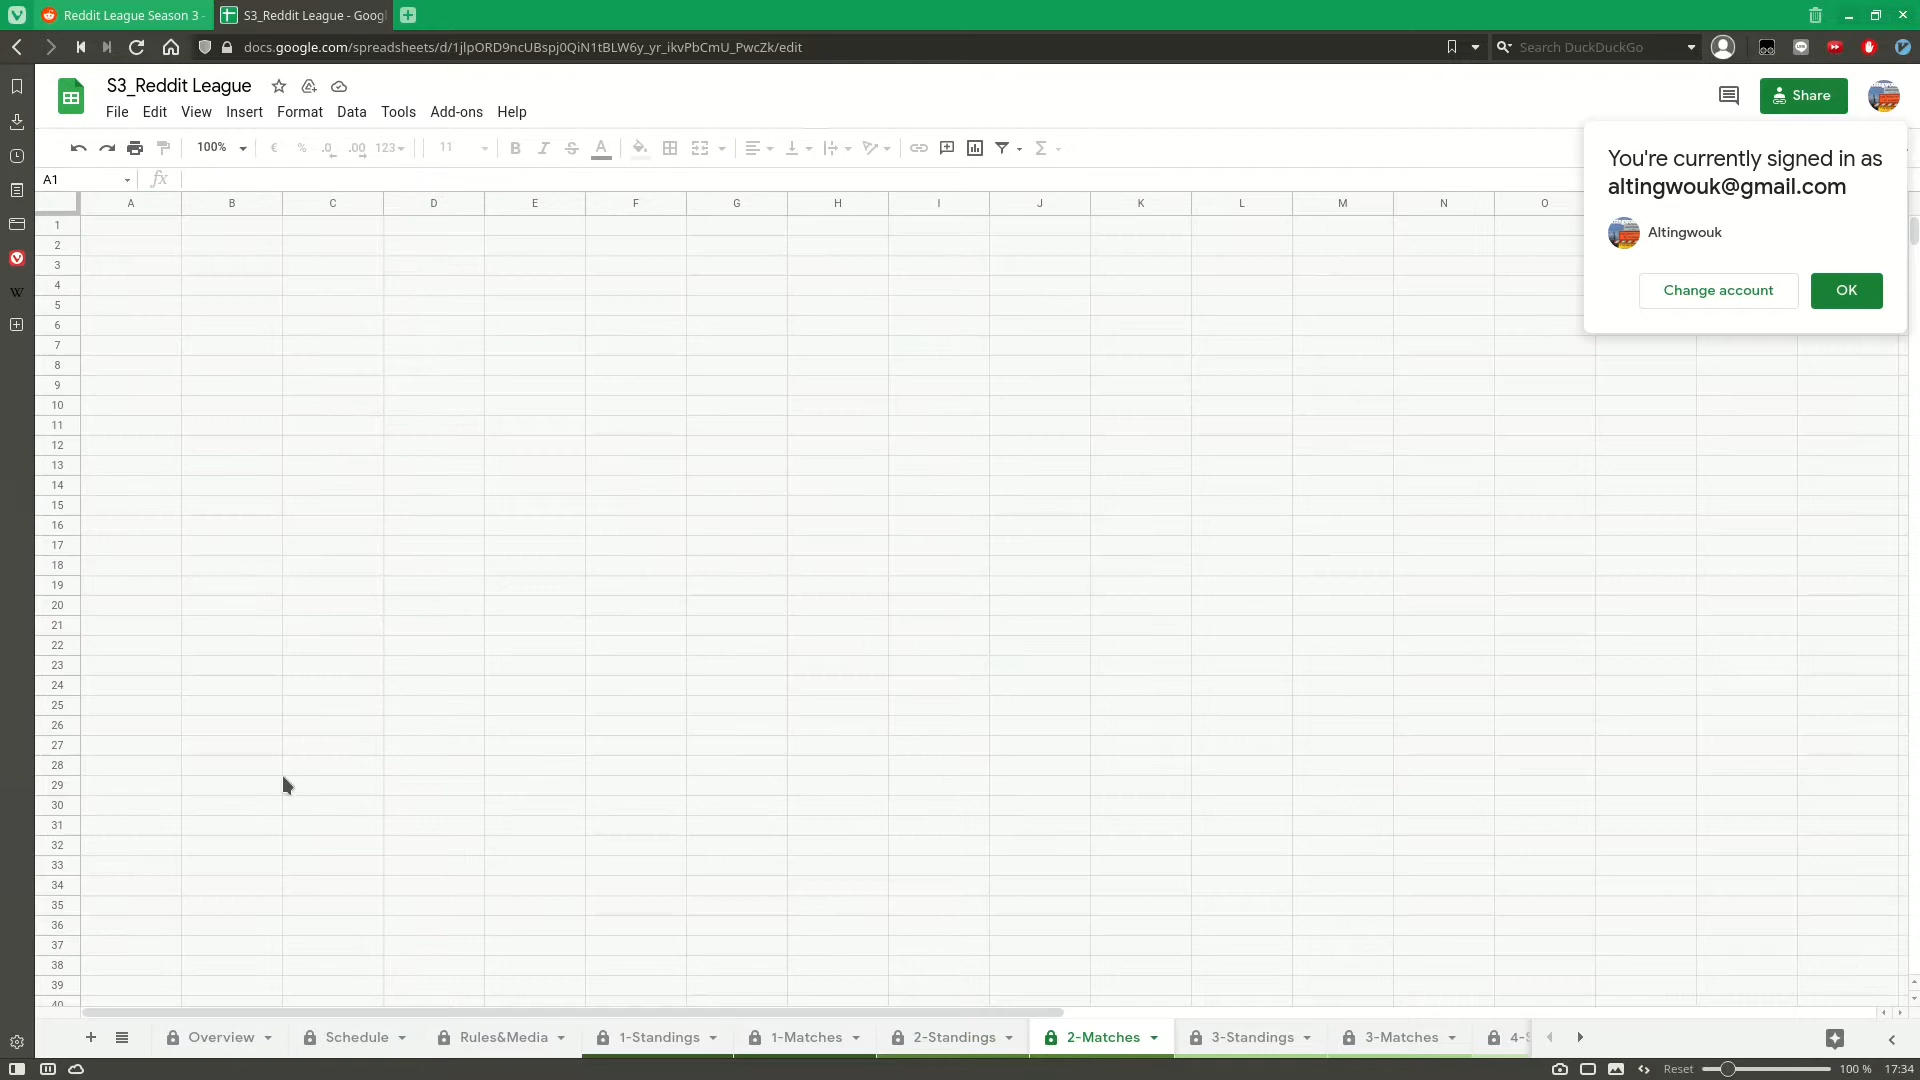 Reddit League Season 3 -
S3_Reddit League - Goog
docs.google.com/spreadsheets/d/1jlpORD9ncUBspj0QiN1tBLW6y_yr_ikvPbCmU_PwcZk/edit
Search DuckDuckGo
S3_Reddit League
File Edit View Insert Format Data Tools Add-ons Help
Share
100% € % .0 .00 123 11 B I S A Σ
A1 fx
You're currently signed in as
altingwouk@gmail.com
Altingwouk
Change account OK
A B C D E F G H I J K L M N O
1
2
3
4
5
6
7
8
9
10
11
12
13
14
15
16
17
18
19
20
21
22
23
24
25
26
27
28
29
30
31
32
33
34
35
36
37
38
39
40
W
+ Overview Schedule Rules&Media 1-Standings 1-Matches 2-Standings 2-Matches 3-Standings 3-Matches 4-S
Reset 100 % 17:34